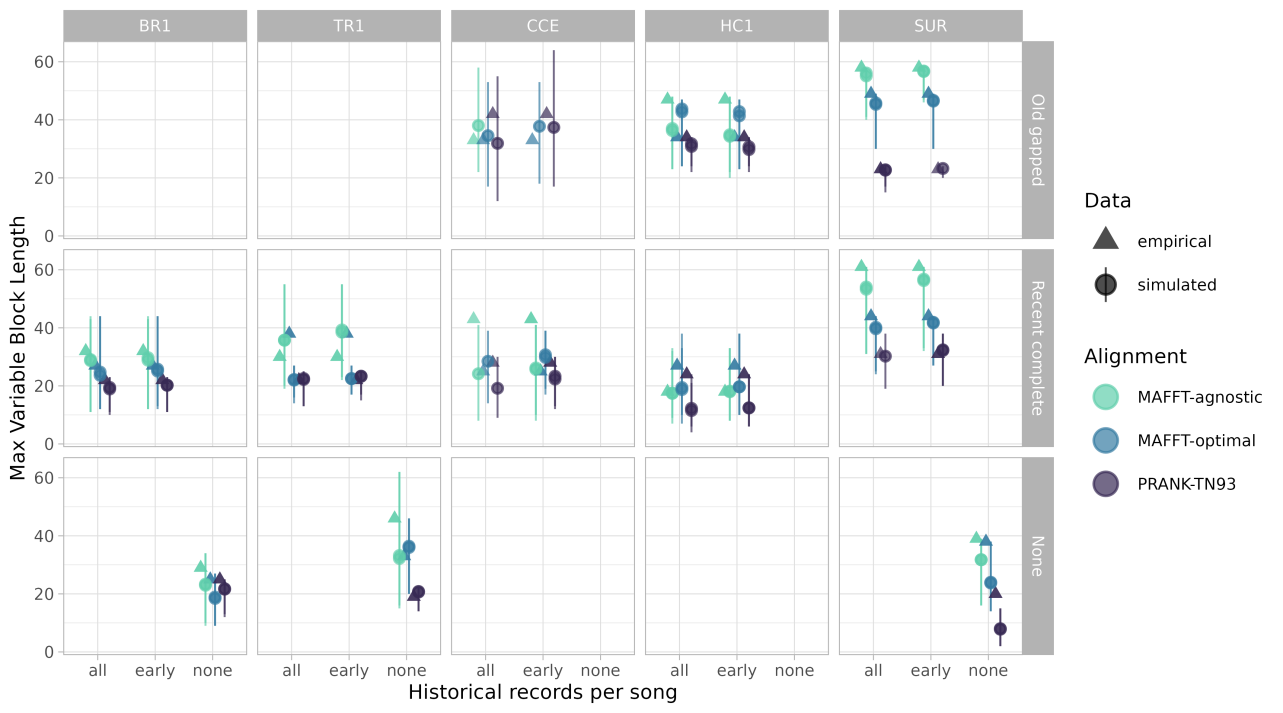 BR1 TR1 CCE HC1 SUR
60
40
20
0
Old gapped
60
40
20
0
Recent complete
60
40
20
0
None
all early none all early none all early none all early none all early none
Historical records per song
Max Variable Block Length
Data
empirical
simulated
Alignment
MAFFT-agnostic
MAFFT-optimal
PRANK-TN93